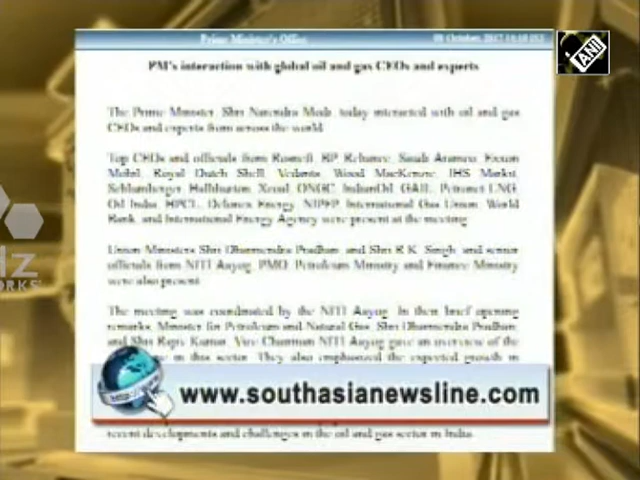 Prime Minister's Office 09 October, 2017
ANI
PM's interaction with global oil and gas CEOs and experts
The Prime Minister, Shri Narendra Modi, today interacted with oil and gas
CEOs and experts from across the world.
Top CEOs and officials from Rosneft, BP, Reliance, Saudi Aramco, Exxon
Mobil, Royal Dutch Shell, Vedanta, Wood MacKenzie, IHS Markit,
Schlumberger, Halliburton, Xcoal, ONGC, IndianOil, GAIL, Petronet LNG,
Oil India, HPCL, Delonex Energy, NIPFP, International Gas Union, World
Bank, and International Energy Agency were present at the meeting.
Union Ministers Shri Dharmendra Pradhan and Shri R.K. Singh, and senior
officials from NITI Aayog, PMO, Petroleum Ministry and Finance Ministry
were also present.
The meeting was coordinated by the NITI Aayog. In their brief opening
remarks, Minister for Petroleum and Natural Gas, Shri Dharmendra Pradhan,
and Shri Rajiv Kumar, Vice Chairman NITI Aayog gave an overview of the
in this sector. They also emphasized the expected growth in
http://
www.southasianewsline.com
recent developments and challenges in the oil and gas sector in India.